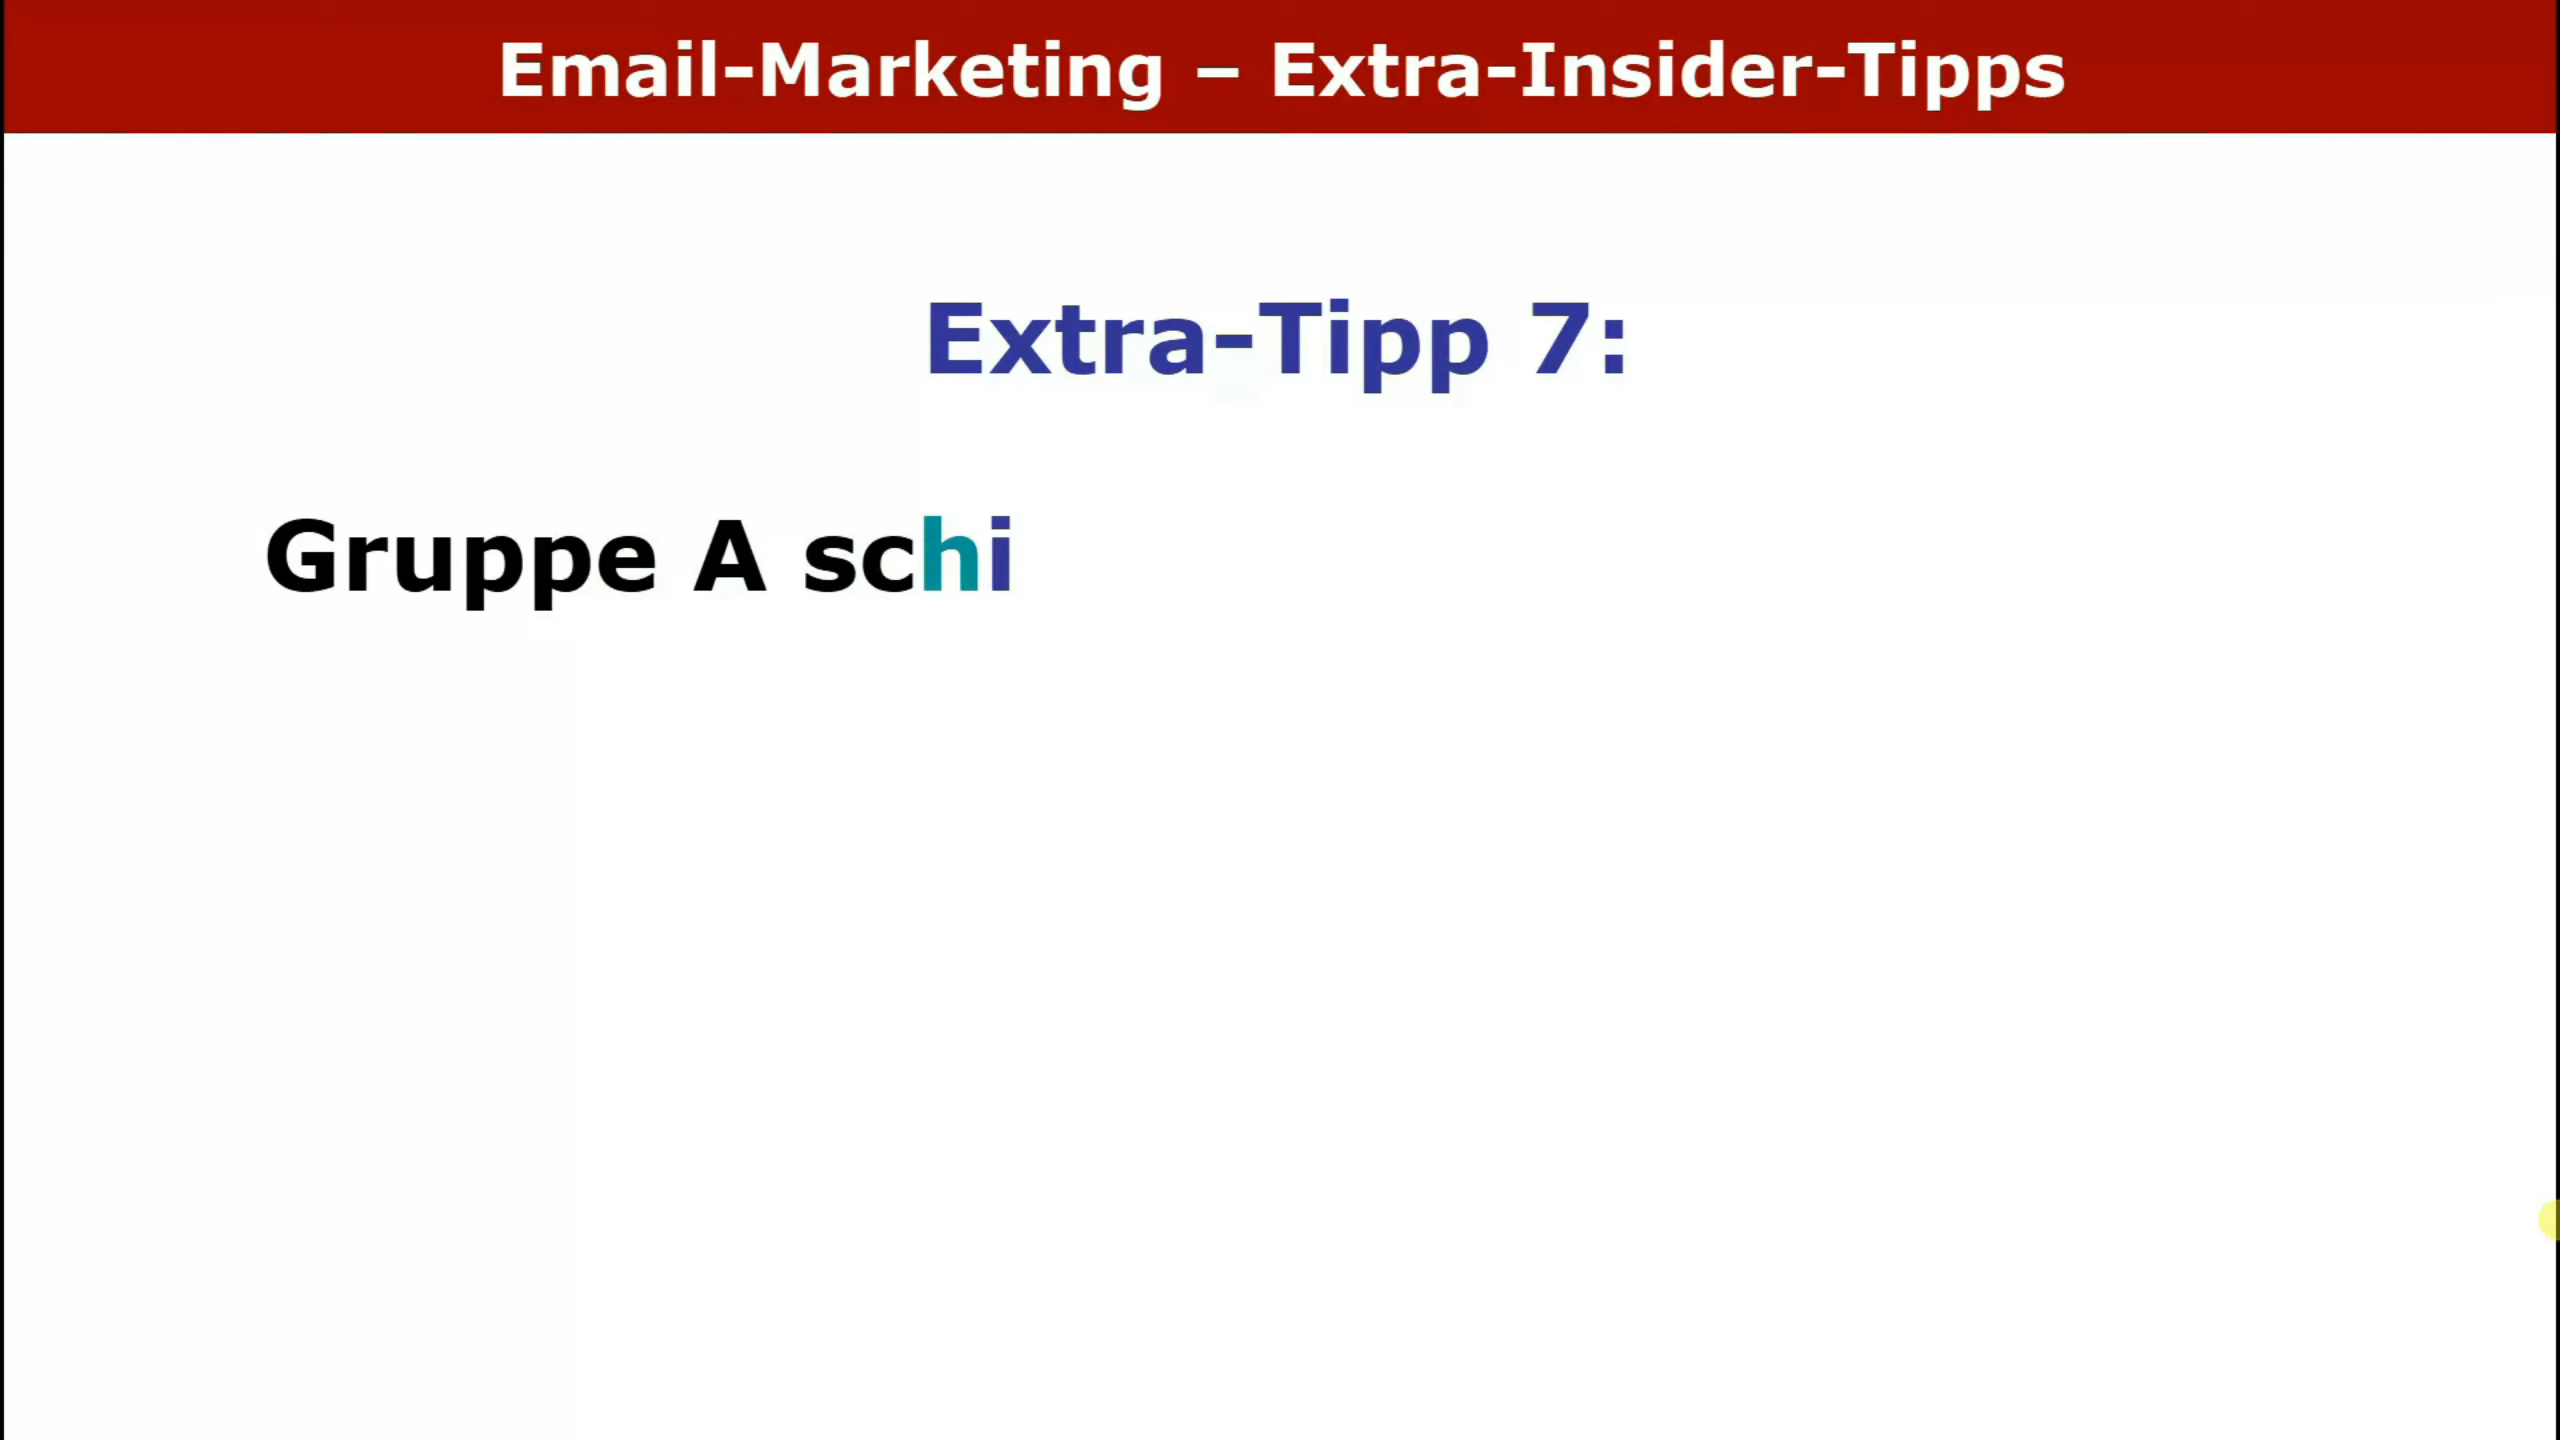 Email-Marketing – Extra-Insider-Tipps
Extra-Tipp 7:
Gruppe A schi